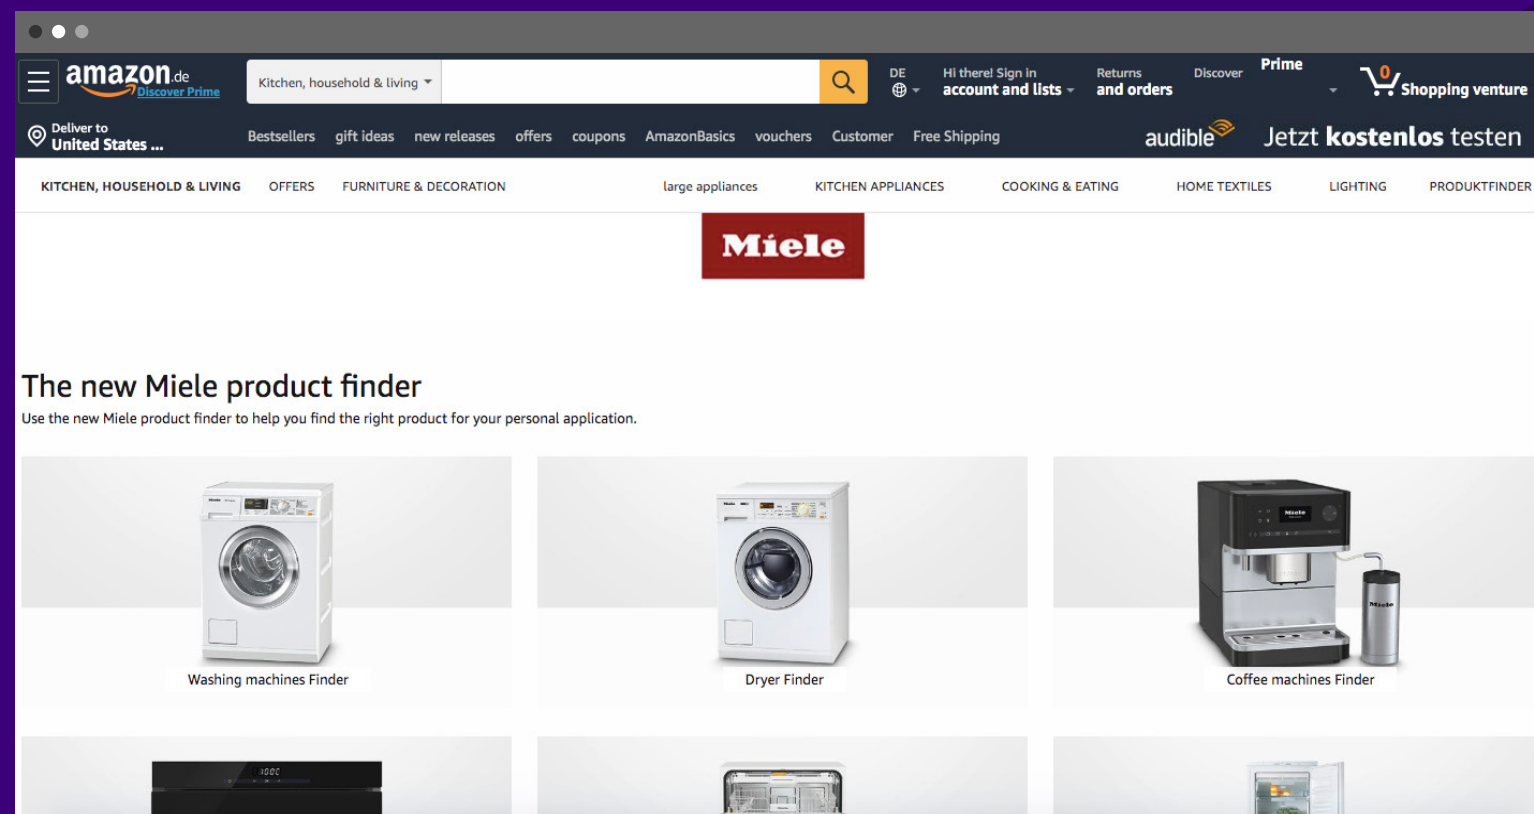 amazon.de
Discover Prime
Kitchen, household & living
DE
Hi there! Sign in
account and lists
Returns
and orders
Discover
Prime
0
Shopping venture
Deliver to
United States ...
Bestsellers gift ideas new releases offers coupons AmazonBasics vouchers Customer Free Shipping
audible
Jetzt kostenlos testen
KITCHEN, HOUSEHOLD & LIVING OFFERS FURNITURE & DECORATION large appliances KITCHEN APPLIANCES COOKING & EATING HOME TEXTILES LIGHTING PRODUKTFINDER
Miele
The new Miele product finder
Use the new Miele product finder to help you find the right product for your personal application.
Miele
Miele
Miele
Miele
Washing machines Finder
Dryer Finder
Coffee machines Finder